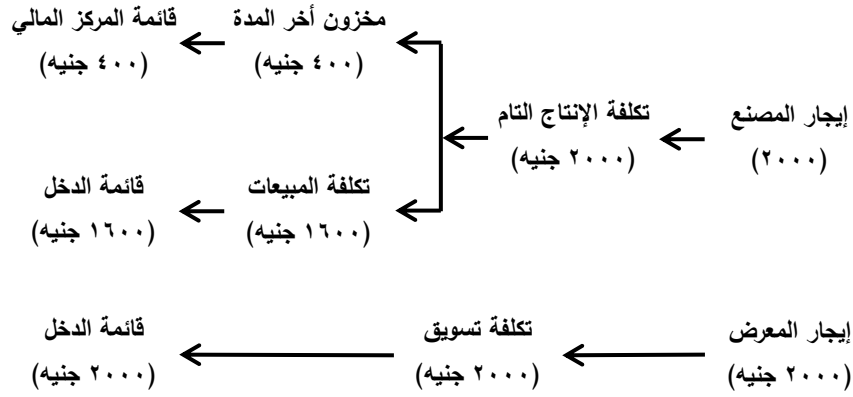 مخزون أخر المدة
(٤٠٠ جنيه)
قائمة المركز المالي
(٤٠٠ جنيه)
إيجار المصنع
(٢٠٠٠)
تكلفة الإنتاج التام
(٢٠٠٠ جنيه)
تكلفة المبيعات
(١٦٠٠ جنيه)
قائمة الدخل
(١٦٠٠ جنيه)
إيجار المعرض
(٢٠٠٠ جنيه)
تكلفة تسويق
(٢٠٠٠ جنيه)
قائمة الدخل
(٢٠٠٠ جنيه)